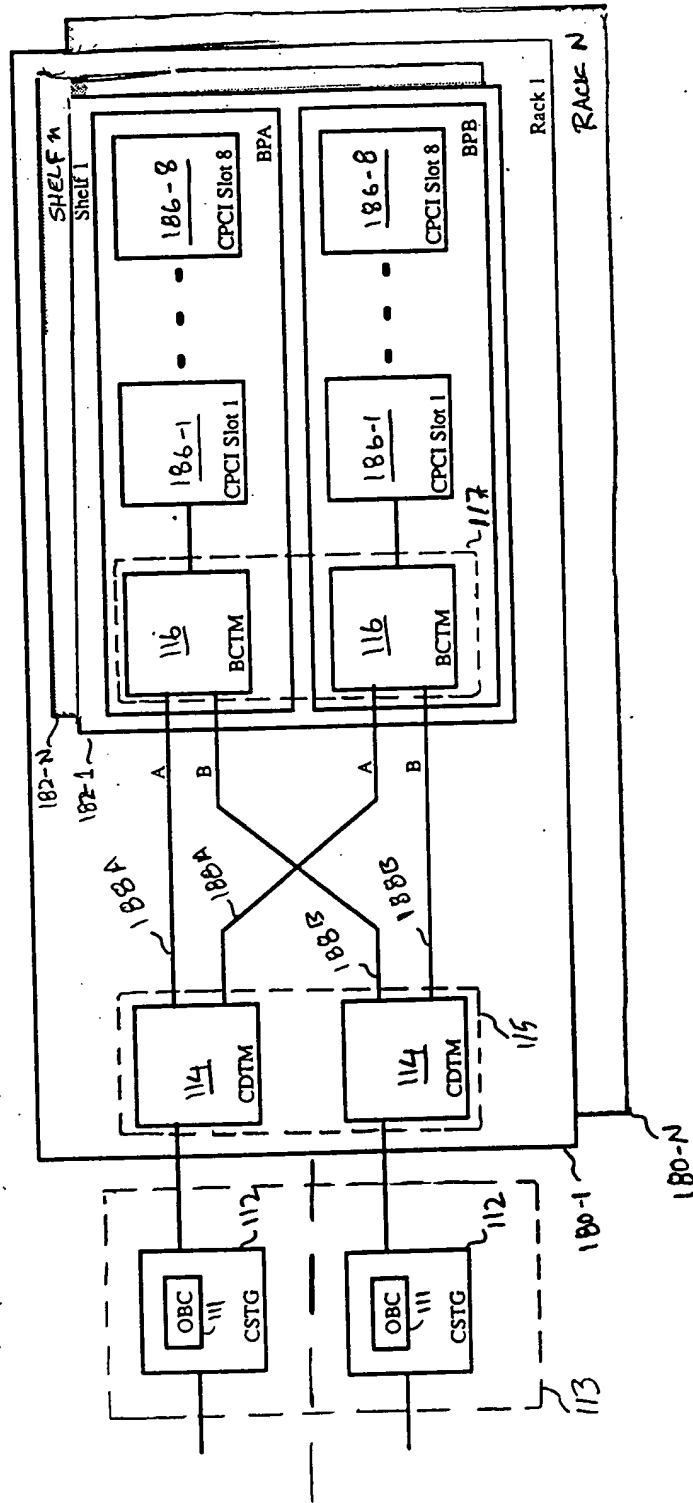 SHELF n
Shelf 1
182-N
182-1
186-1
CPCI Slot 1
186-8
CPCI Slot 8
BPA
116
BCTM
116
BCTM
117
186-1
CPCI Slot 1
186-8
CPCI Slot 8
BPB
Rack 1
RACK N
A
B
A
B
188A
188A
188B
188B
114
CDTM
114
CDTM
115
OBC
111
CSTG
112
OBC
111
CSTG
112
113
180-1
180-N